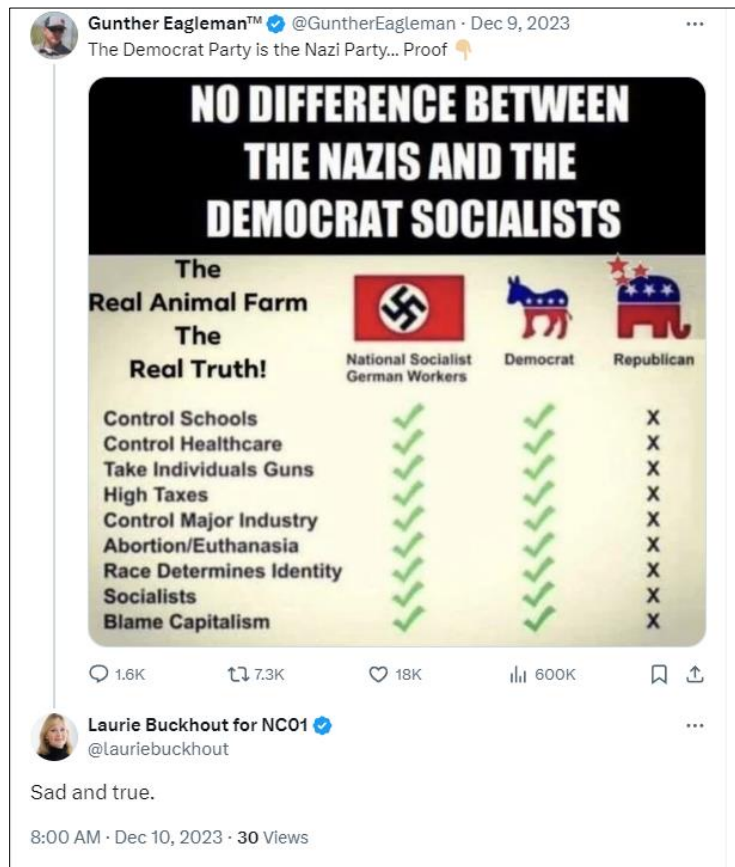 Gunther Eagleman™ @GuntherEagleman · Dec 9, 2023
The Democrat Party is the Nazi Party... Proof 👇🏼
NO DIFFERENCE BETWEEN
THE NAZIS AND THE
DEMOCRAT SOCIALISTS
The
Real Animal Farm
The
Real Truth!
National Socialist
German Workers
Democrat
Republican
Control Schools ✓ ✓ X
Control Healthcare ✓ ✓ X
Take Individuals Guns ✓ ✓ X
High Taxes ✓ ✓ X
Control Major Industry ✓ ✓ X
Abortion/Euthanasia ✓ ✓ X
Race Determines Identity ✓ ✓ X
Socialists ✓ ✓ X
Blame Capitalism ✓ ✓ X
1.6K 7.3K 18K 600K
Laurie Buckhout for NC01
@lauriebuckhout
Sad and true.
8:00 AM · Dec 10, 2023 · 30 Views